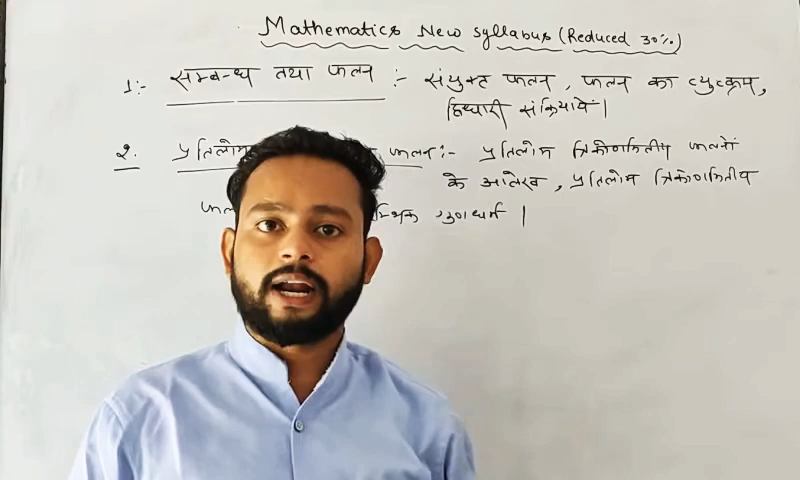 Mathematics New Syllabus (Reduced 30%)
1:- सम्बन्ध तथा फलन :- संयुक्त फलन, फलन का व्युत्क्रम,
द्विधारी संक्रियायें।
2. प्रतिलोम फलन:- प्रतिलोम त्रिकोणमितीय फलनों
के आलेख, प्रतिलोम त्रिकोणमितीय
गुणधर्म।